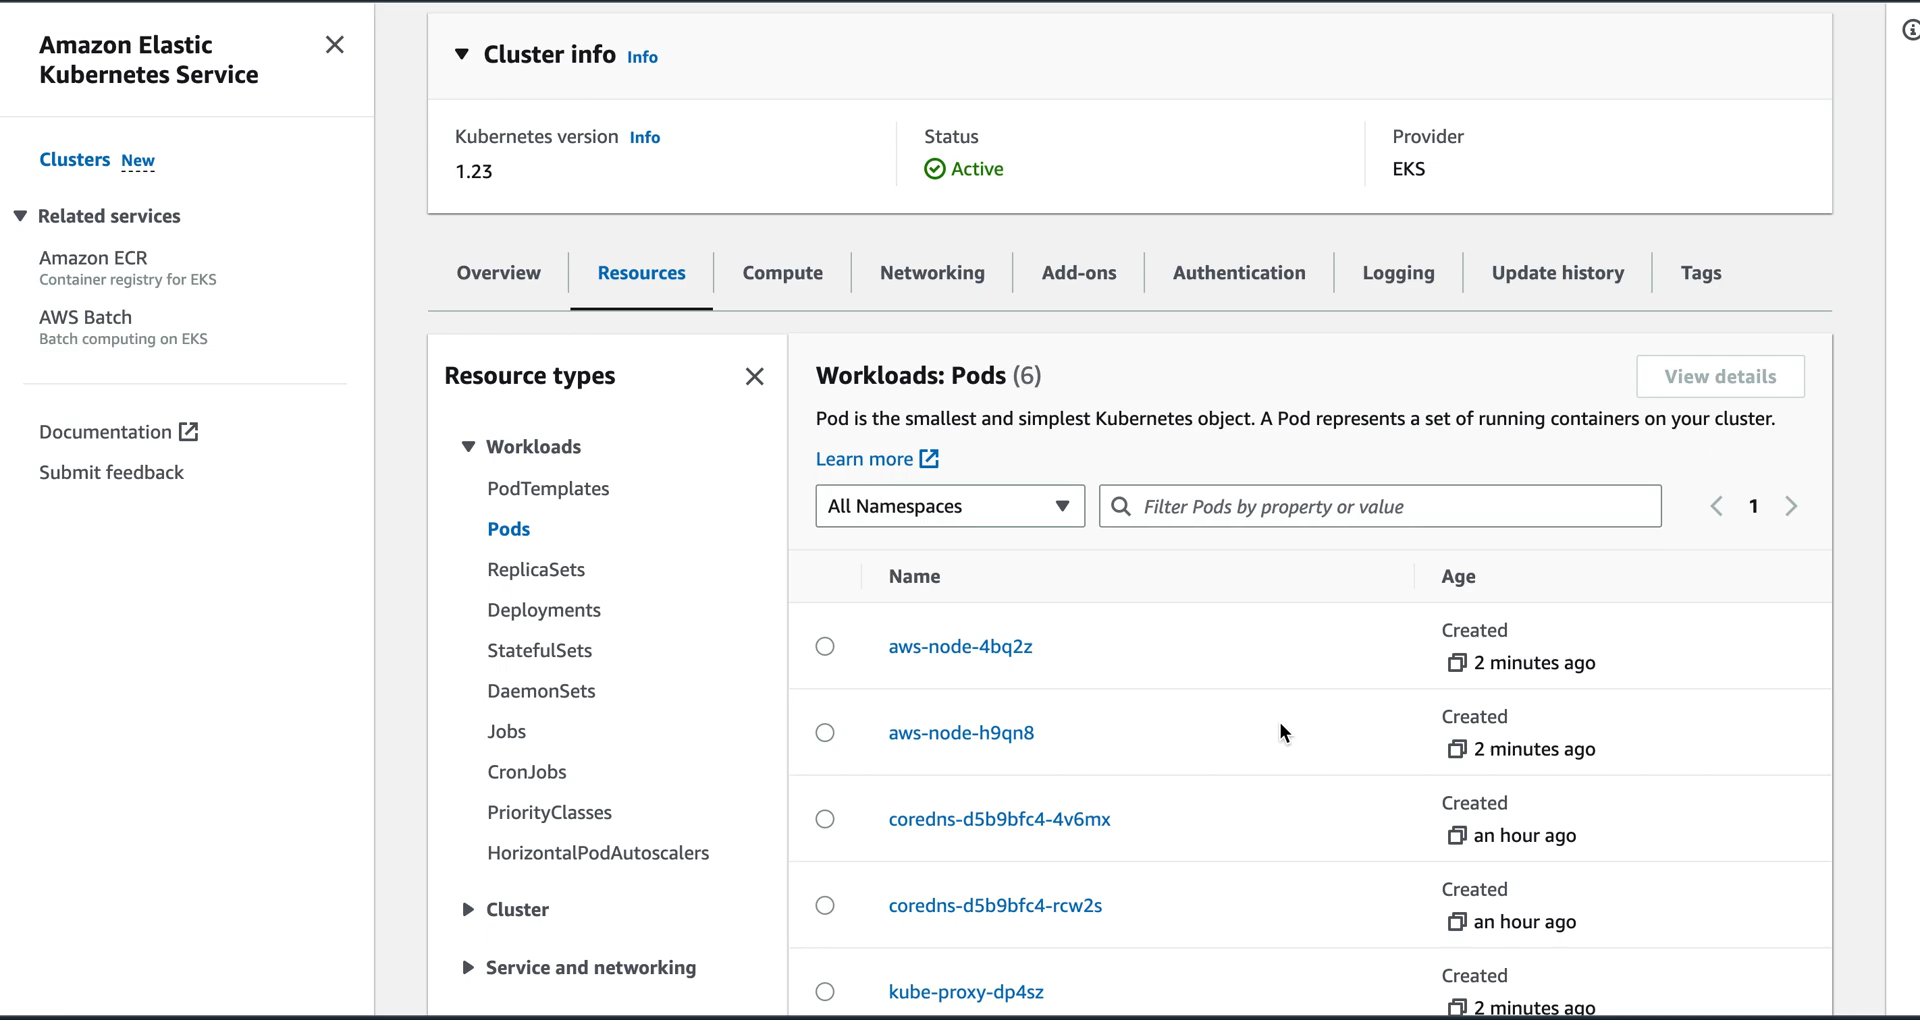 Amazon Elastic
Kubernetes Service
Clusters New
Related services
Amazon ECR
Container registry for EKS
AWS Batch
Batch computing on EKS
Documentation
Submit feedback
Cluster info Info
Kubernetes version Info
1.23
Status
Active
Provider
EKS
Overview
Resources
Compute
Networking
Add-ons
Authentication
Logging
Update history
Tags
Resource types
Workloads
PodTemplates
Pods
ReplicaSets
Deployments
StatefulSets
DaemonSets
Jobs
CronJobs
PriorityClasses
HorizontalPodAutoscalers
Cluster
Service and networking
Workloads: Pods (6)
View details
Pod is the smallest and simplest Kubernetes object. A Pod represents a set of running containers on your cluster.
Learn more
All Namespaces
Filter Pods by property or value
1
Name
Age
aws-node-4bq2z
Created
2 minutes ago
aws-node-h9qn8
Created
2 minutes ago
coredns-d5b9bfc4-4v6mx
Created
an hour ago
coredns-d5b9bfc4-rcw2s
Created
an hour ago
kube-proxy-dp4sz
Created
2 minutes ago